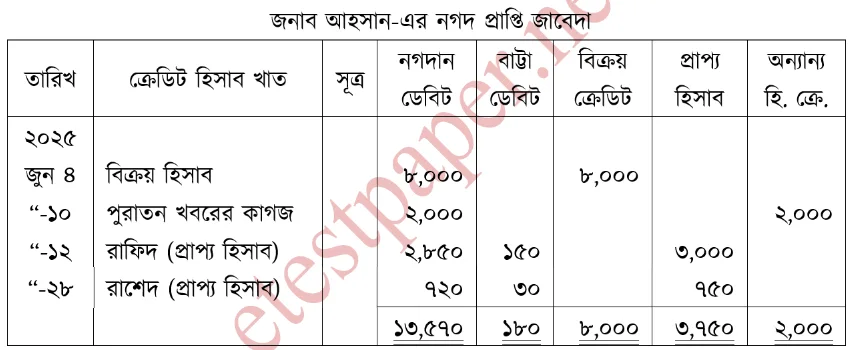 জনাব আহসান-এর নগদ প্রাপ্তি জাবেদা
তারিখ ক্রেডিট হিসাব খাত সূত্র নগদান ডেবিট বাট্টা ডেবিট বিক্রয় ক্রেডিট প্রাপ্য হিসাব অন্যান্য হি. ক্রে.
২০২৫
জুন ৪ বিক্রয় হিসাব ৮,০০০ ৮,০০০
“-১০ পুরাতন খবরের কাগজ ২,০০০ ২,০০০
“-১২ রাফিদ (প্রাপ্য হিসাব) ২,৮৫০ ১৫০ ৩,০০০
“-২৮ রাশেদ (প্রাপ্য হিসাব) ৭২০ ৩০ ৭৫০
১৩,৫৭০ ১৮০ ৮,০০০ ৩,৭৫০ ২,০০০
etestpaper.ne